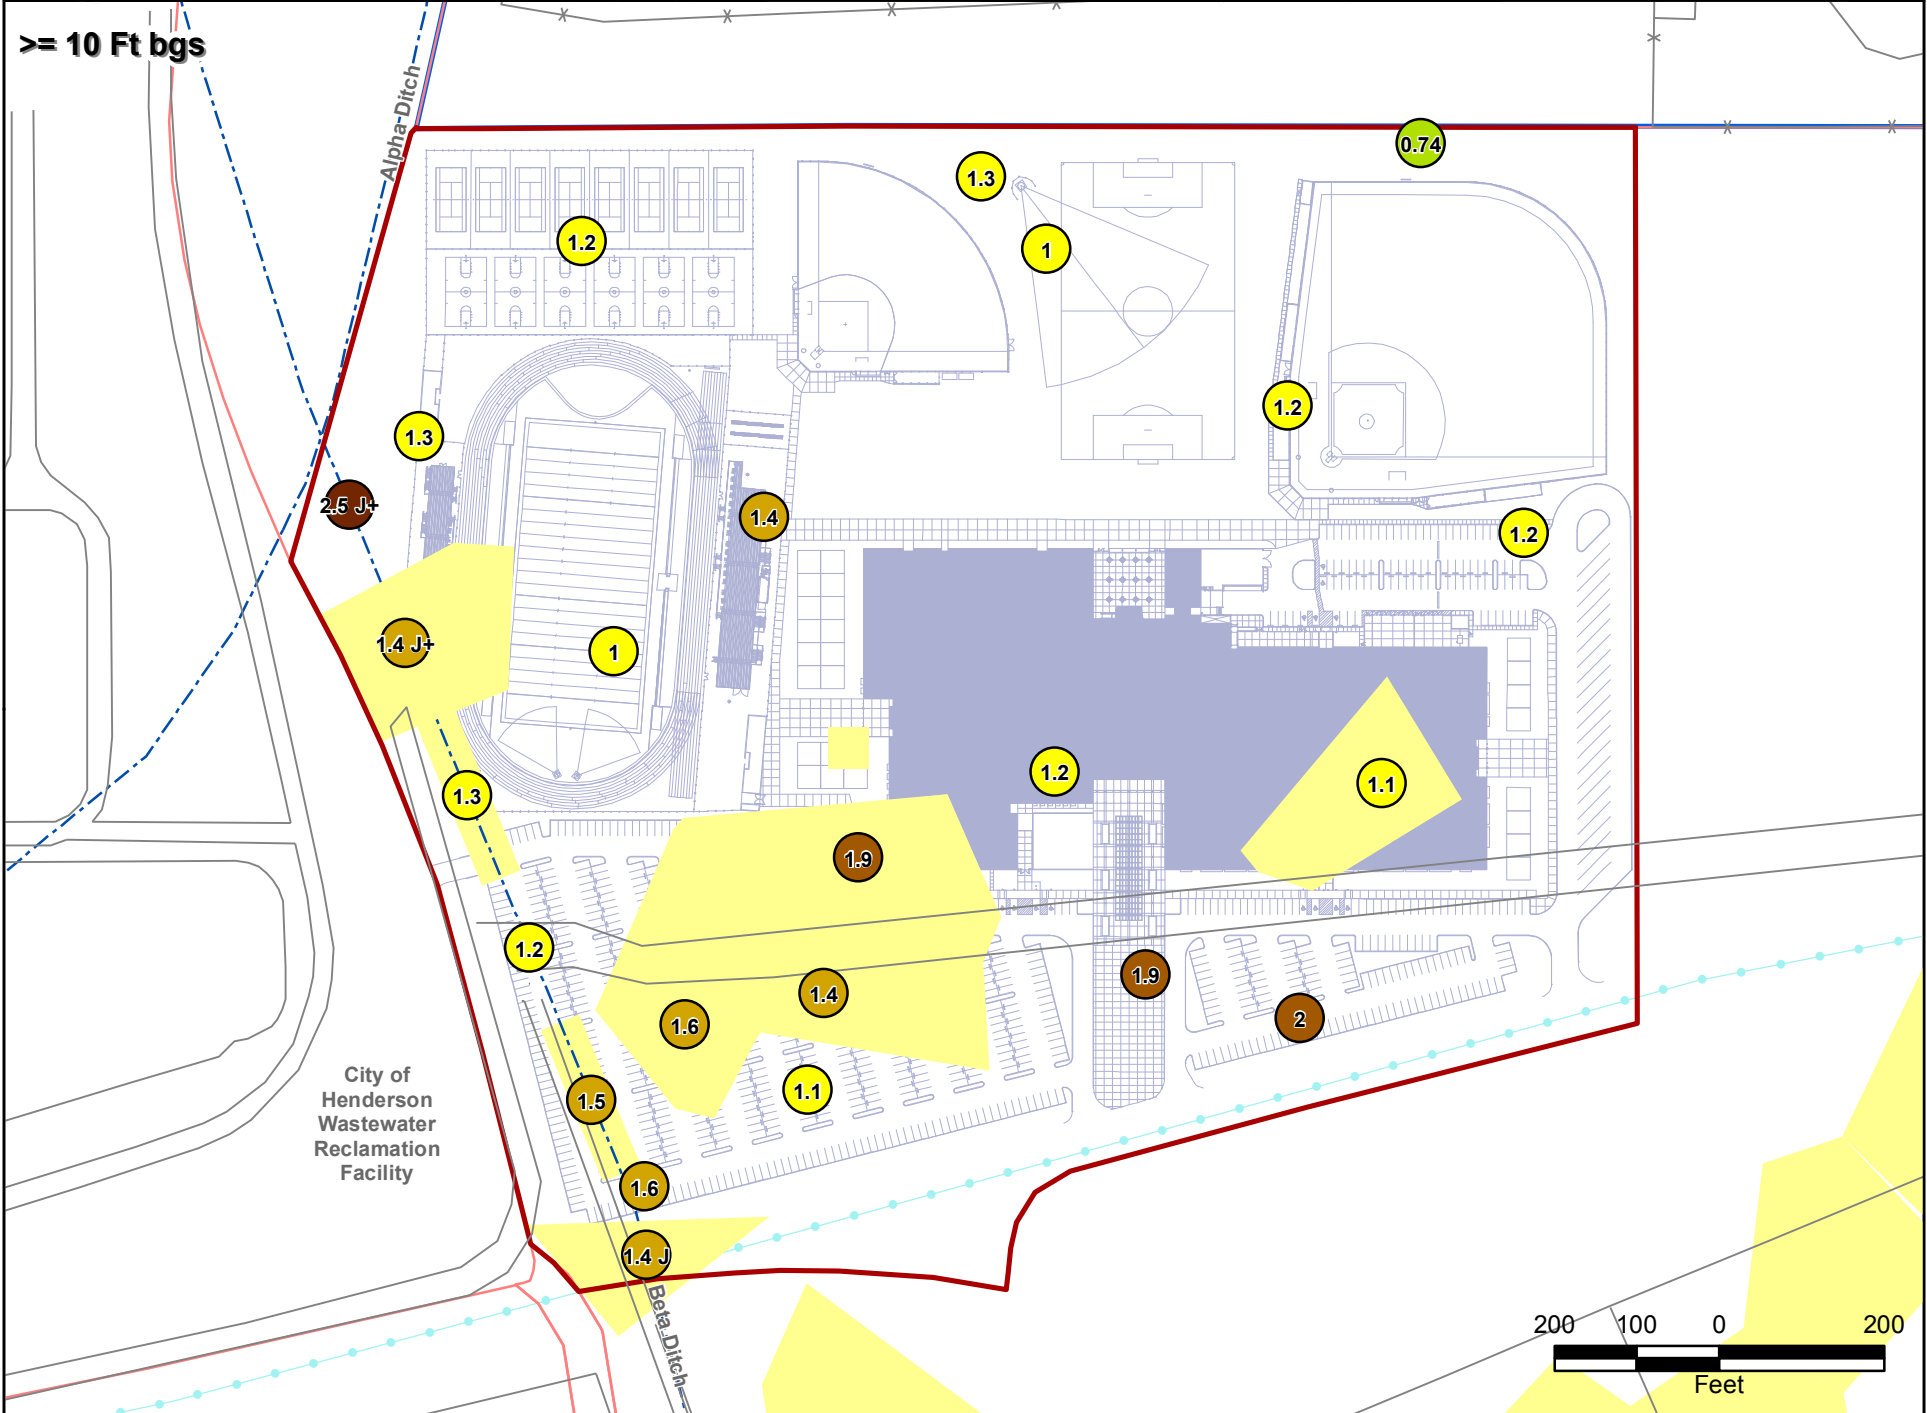 >= 10 Ft bgs
Alpha Ditch
0.74
1.3
1.2
1
1.2
1.3
2.5 J+
1.4
1.2
1.4 J+
1
1.2
1.1
1.3
1.9
1.2
1.9
1.4
1.6
2
1.1
1.5
City of
Henderson
Wastewater
Reclamation
Facility
1.6
1.4 J
Beta Ditch
200 100 0 200
Feet